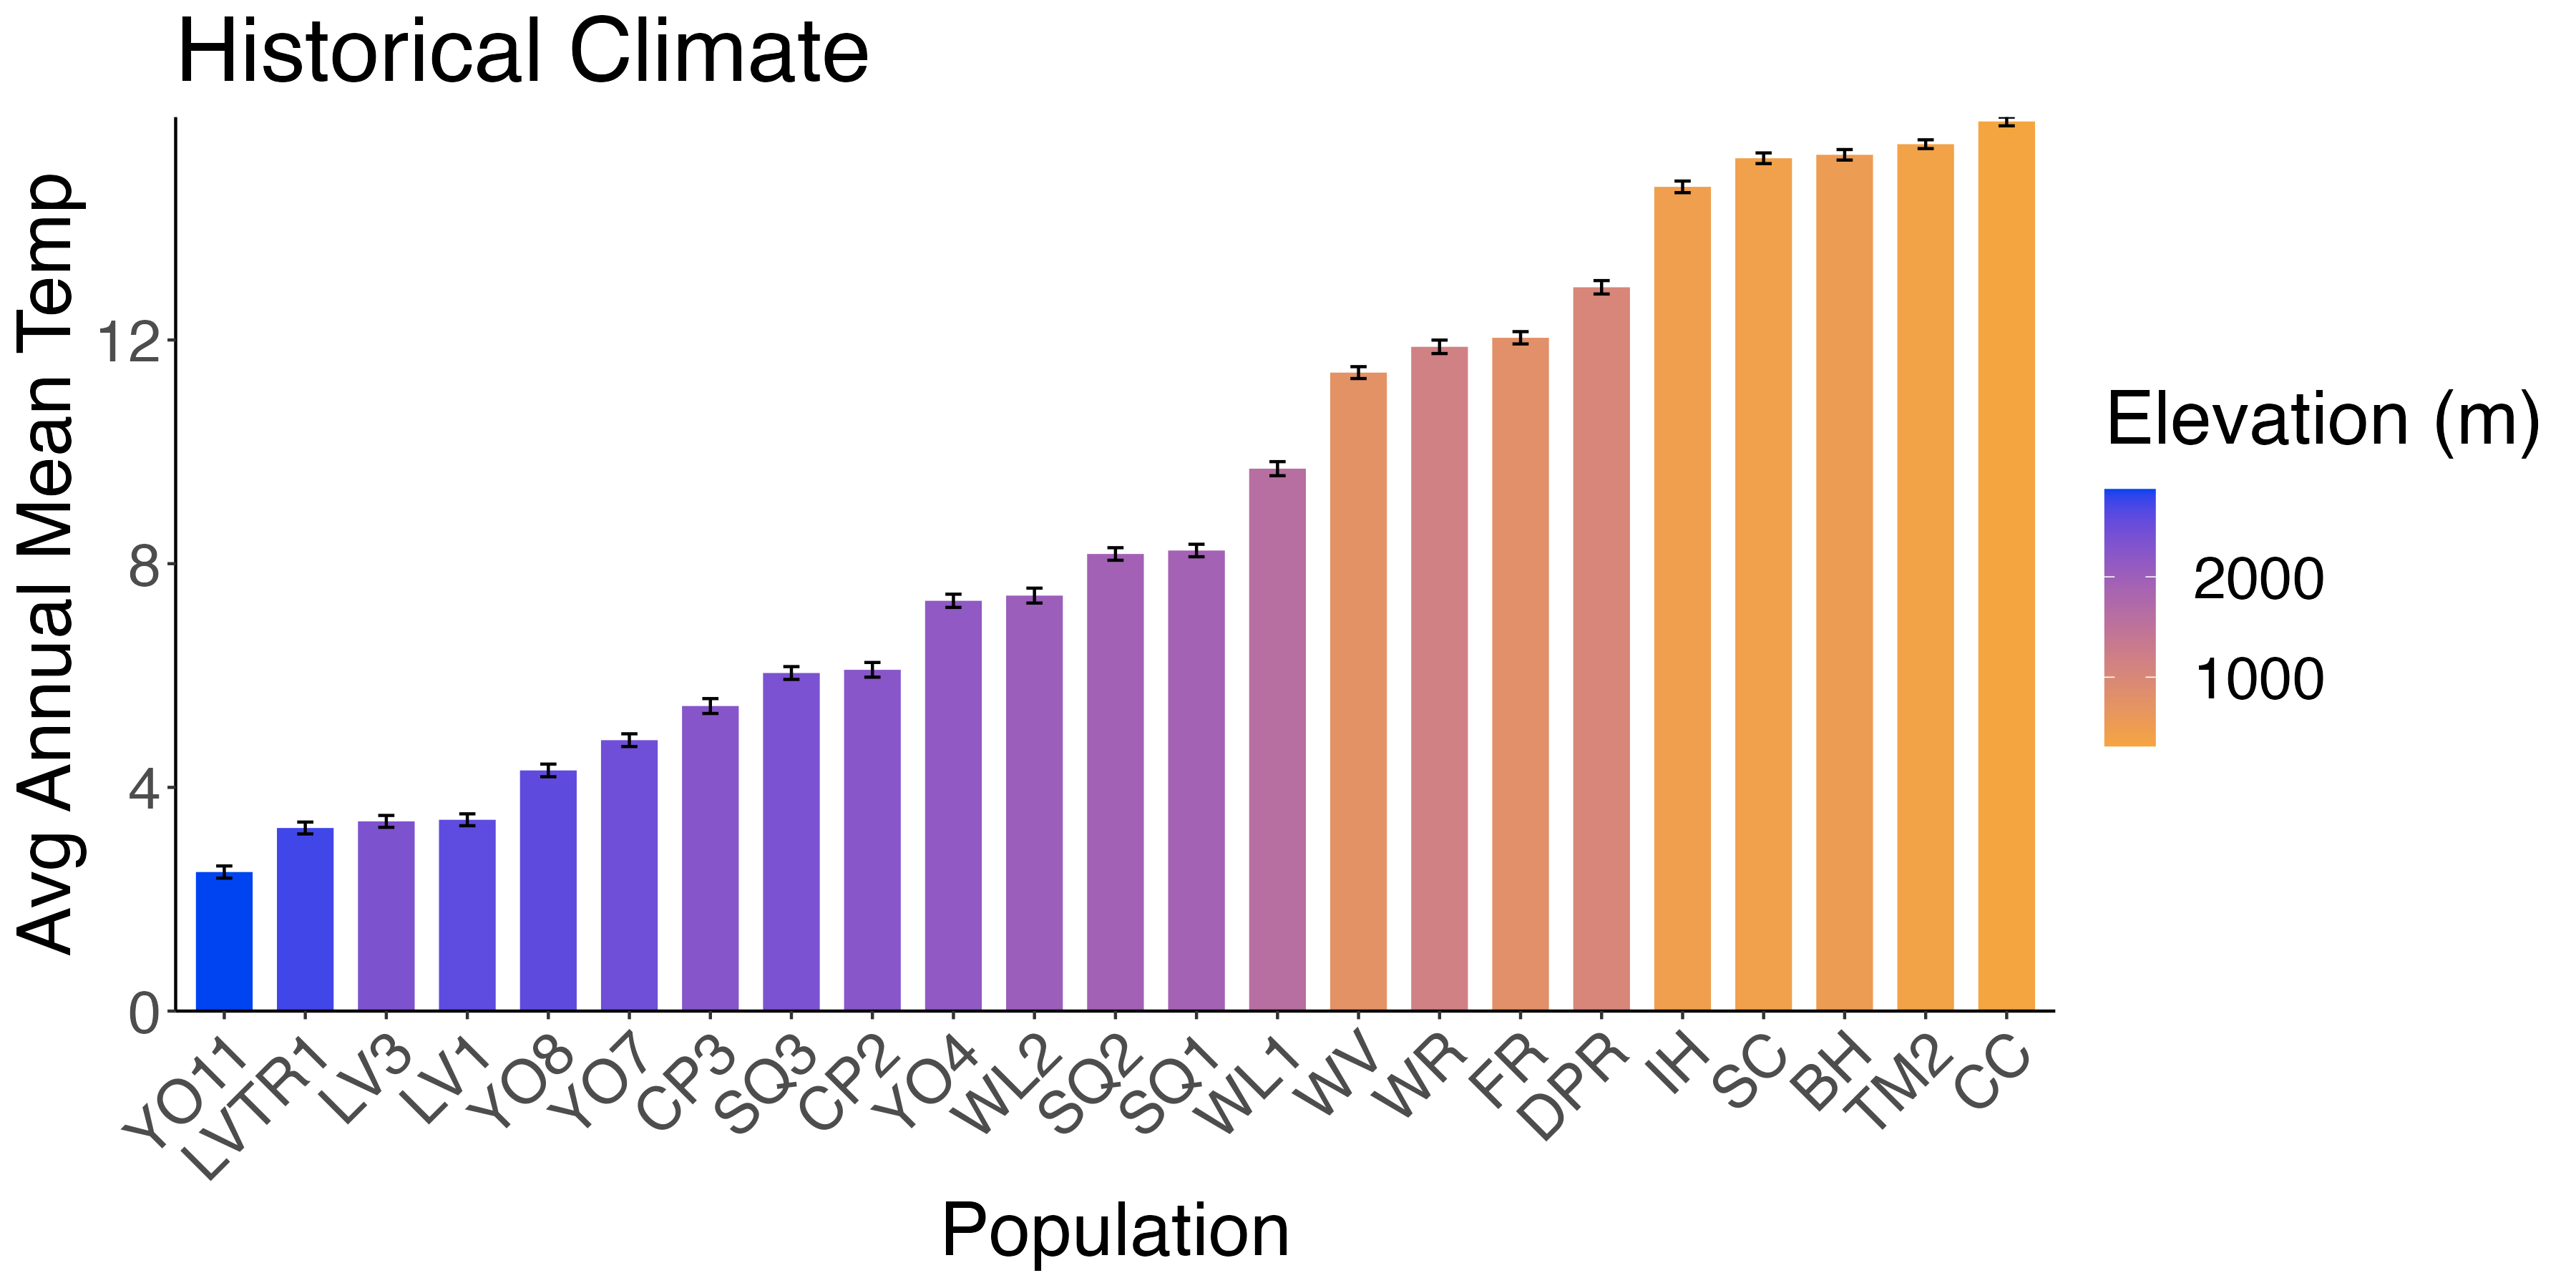 Historical Climate
Avg Annual Mean Temp
12
8
4
0
YO11
LVTR1
LV3
LV1
YO8
YO7
CP3
SQ3
CP2
YO4
WL2
SQ2
SQ1
WL1
WV
WR
FR
DPR
IH
SC
BH
TM2
CC
Population
Elevation (m)
2000
1000